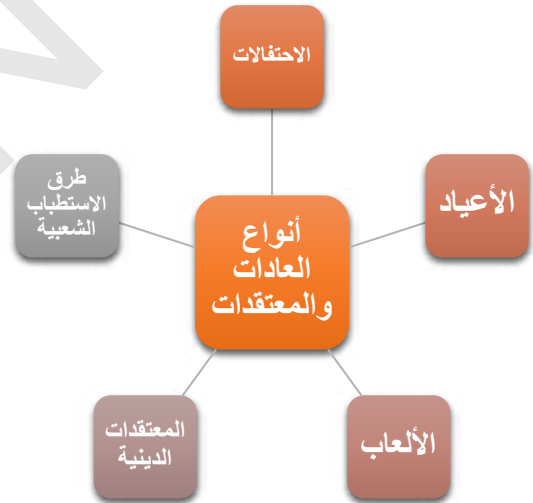 الاحتفالات
الأعياد
أنواع
العادات
والمعتقدات
طرق
الاستطباب
الشعبية
الألعاب
المعتقدات
الدينية